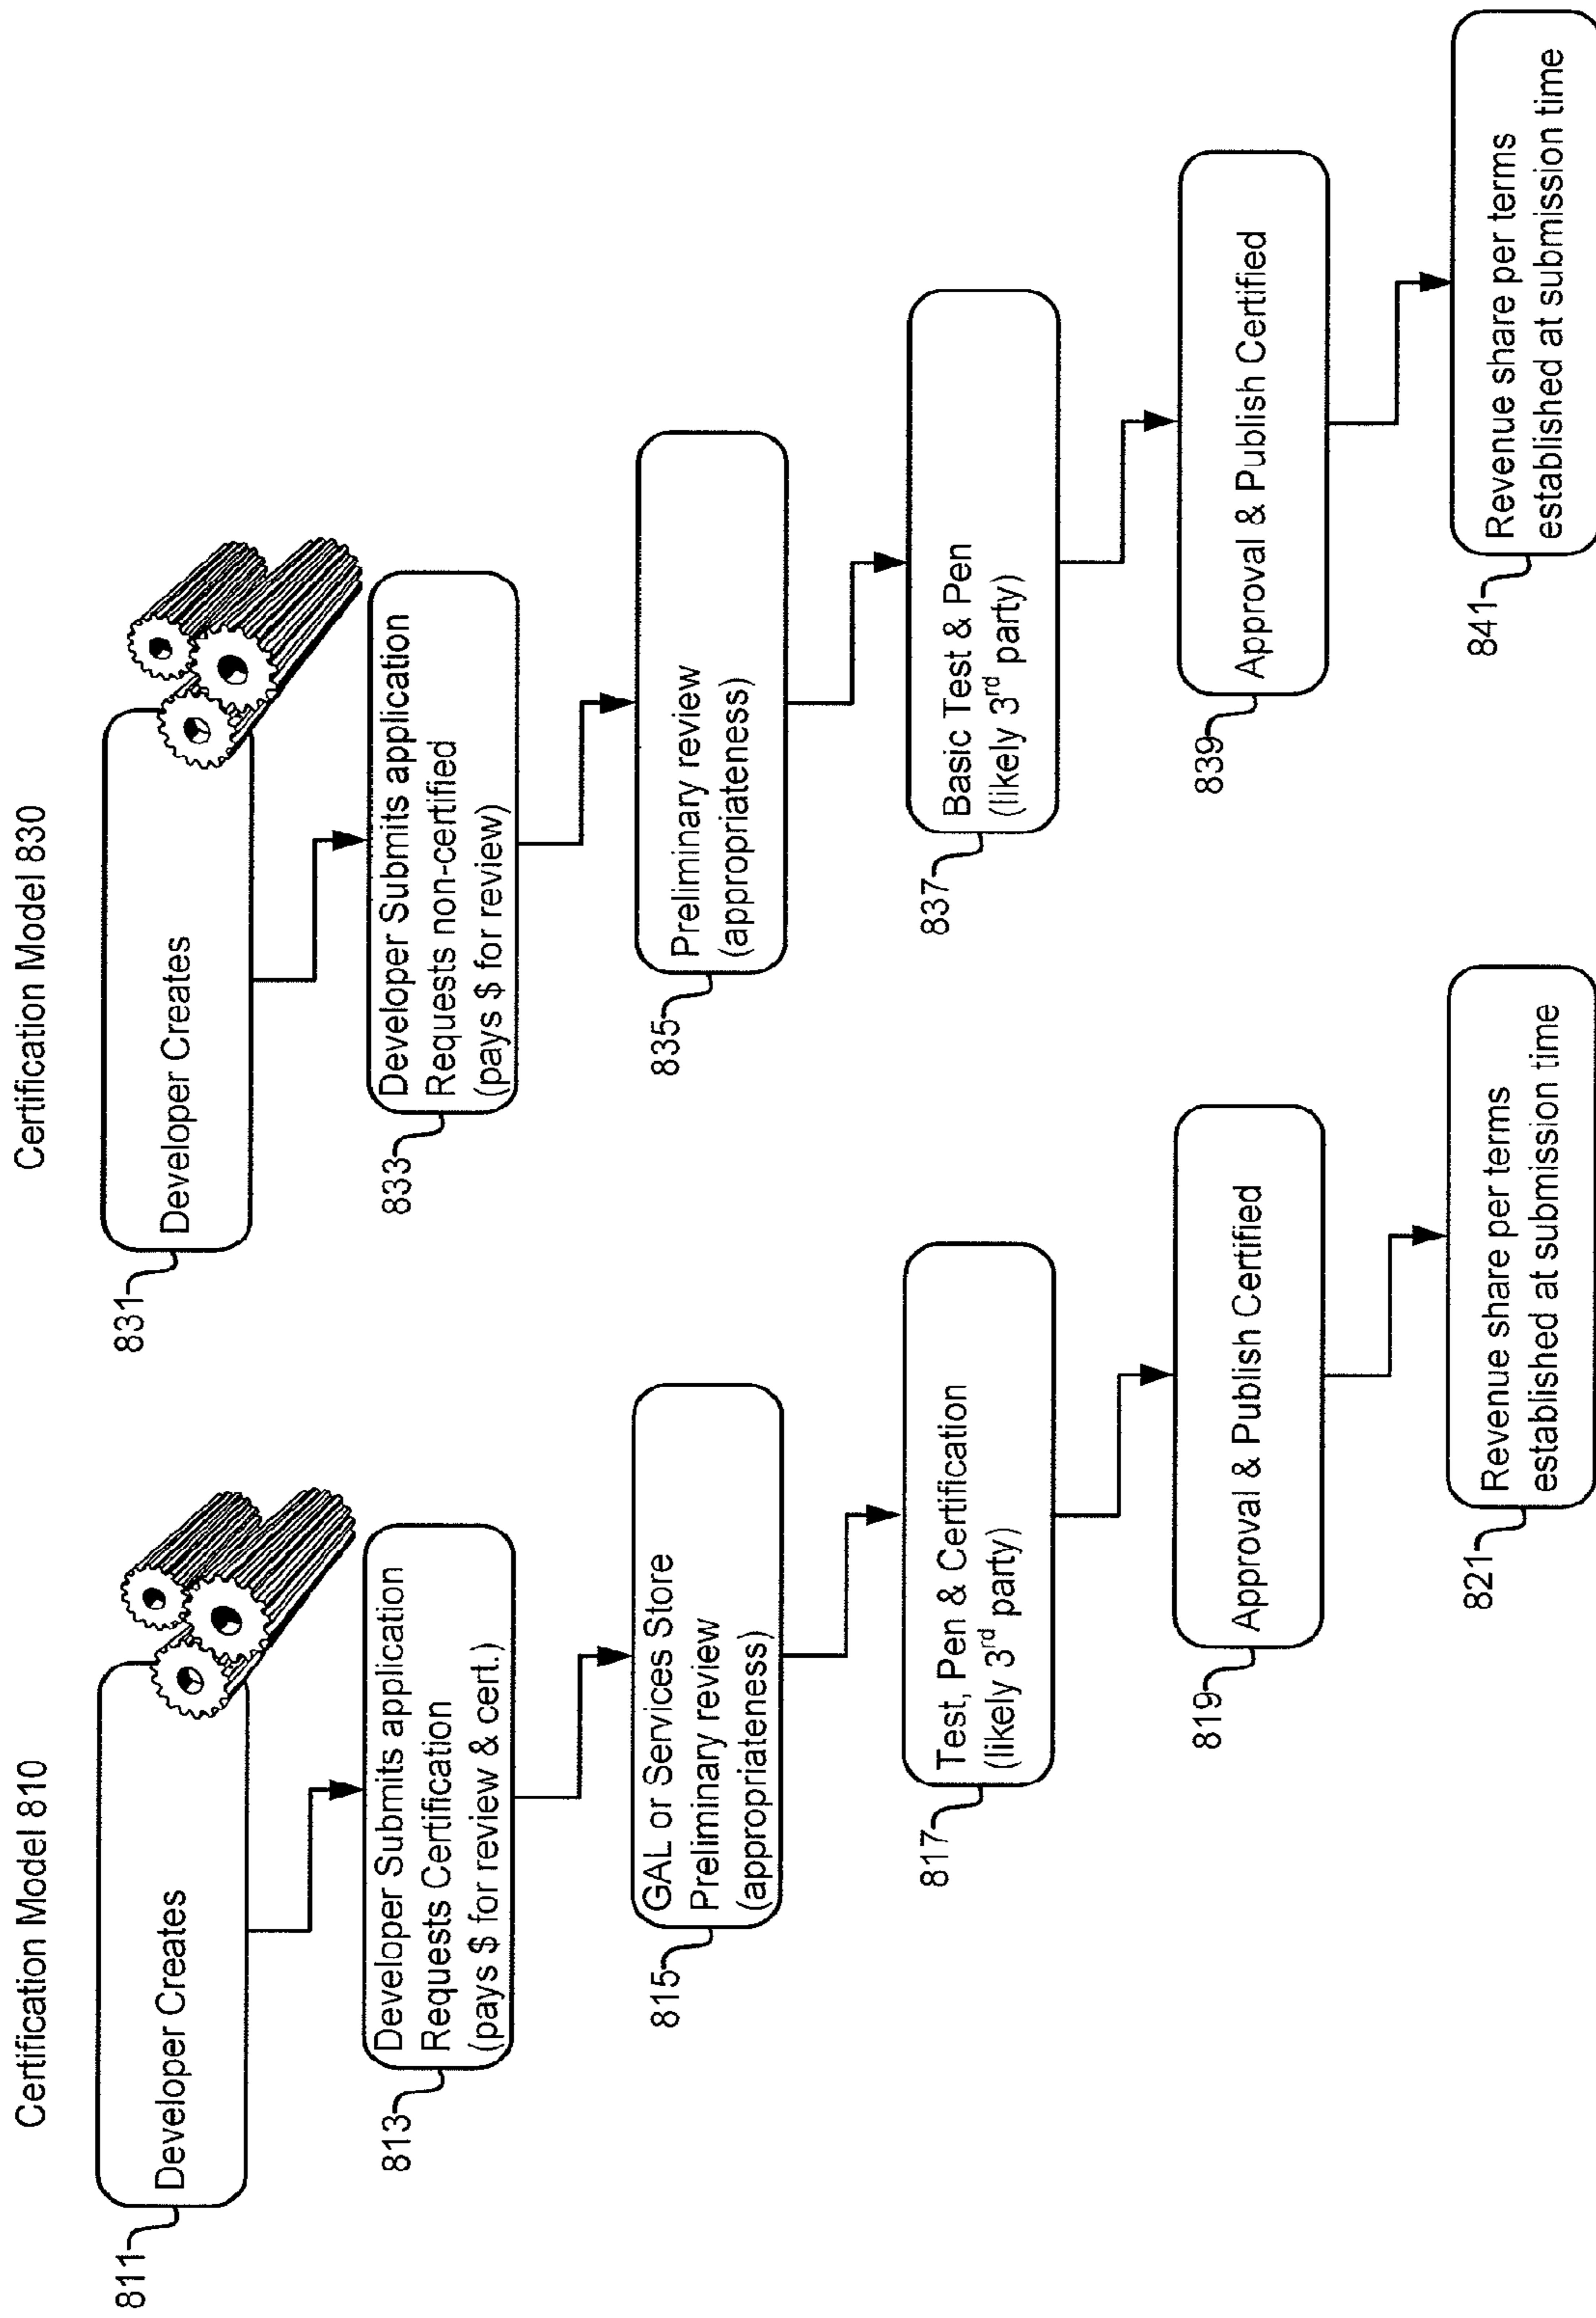 Certification Model 810
811
Developer Creates
813
Developer Submits application
Requests Certification
(pays $ for review & cert.)
815
GAL or Services Store
Preliminary review
(appropriateness)
817
Test, Pen & Certification
(likely 3rd party)
819
Approval & Publish Certified
821
Revenue share per terms
established at submission time
Certification Model 830
831
Developer Creates
833
Developer Submits application
Requests non-certified
(pays $ for review)
835
Preliminary review
(appropriateness)
837
Basic Test & Pen
(likely 3rd party)
839
Approval & Publish Certified
841
Revenue share per terms
established at submission time